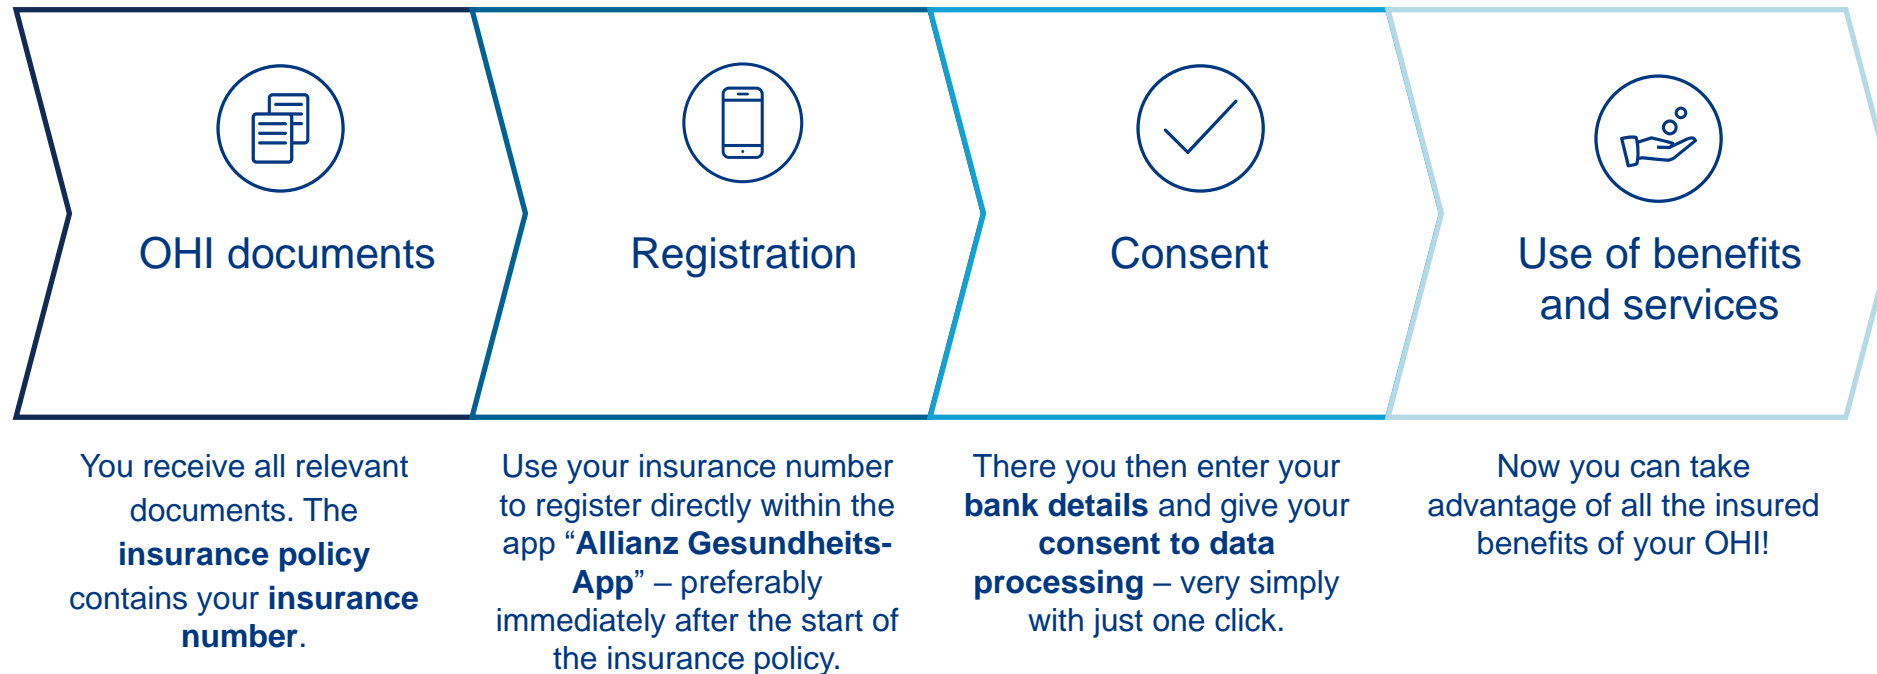 OHI documents
You receive all relevant
documents. The
insurance policy
contains your insurance
number.
Registration
Use your insurance number
to register directly within the
app “Allianz Gesundheits-
App” – preferably
immediately after the start of
the insurance policy.
Consent
There you then enter your
bank details and give your
consent to data
processing – very simply
with just one click.
Use of benefits
and services
Now you can take
advantage of all the insured
benefits of your OHI!